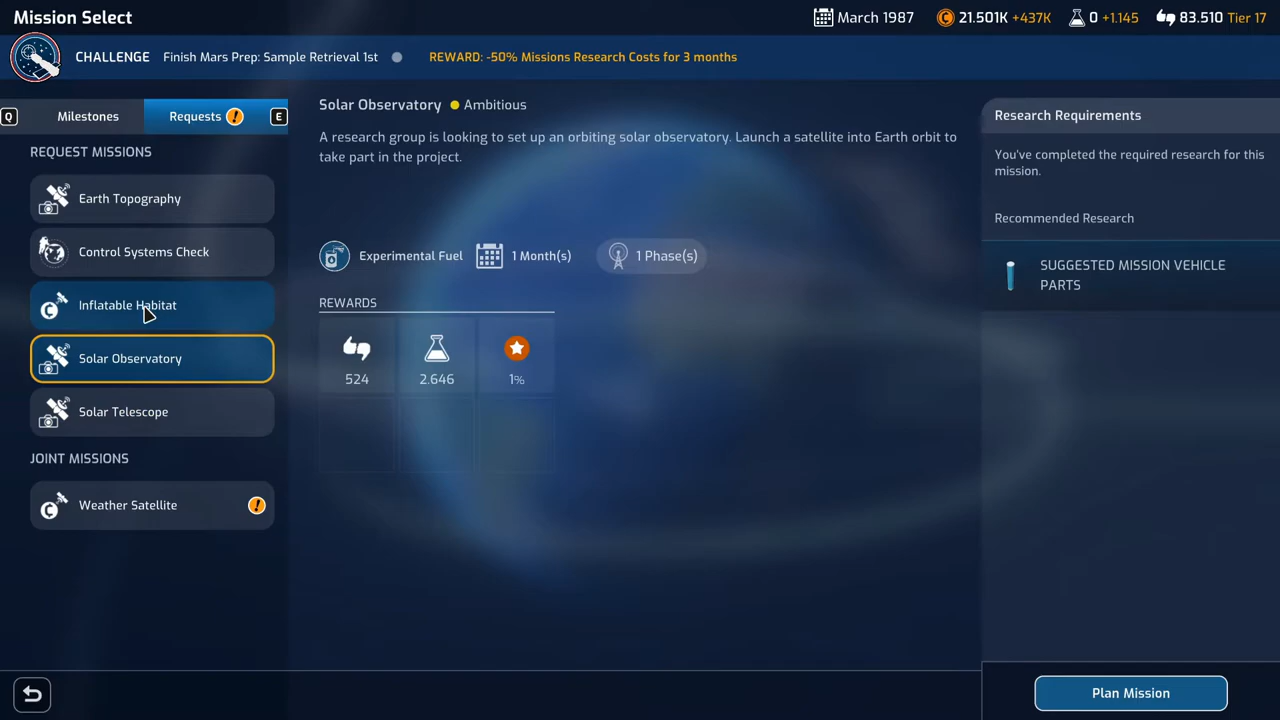 Mission Select
March 1987
21.501K +437K
0 +1.145
83.510 Tier 17
CHALLENGE
Finish Mars Prep: Sample Retrieval 1st
REWARD: -50% Missions Research Costs for 3 months
Q
Milestones
Requests
!
E
REQUEST MISSIONS
Earth Topography
Control Systems Check
Inflatable Habitat
Solar Observatory
Solar Telescope
JOINT MISSIONS
Weather Satellite
!
Solar Observatory
Ambitious
A research group is looking to set up an orbiting solar observatory. Launch a satellite into Earth orbit to
take part in the project.
Experimental Fuel
1 Month(s)
1 Phase(s)
REWARDS
524
2.646
1%
Research Requirements
You've completed the required research for this
mission.
Recommended Research
SUGGESTED MISSION VEHICLE
PARTS
Plan Mission